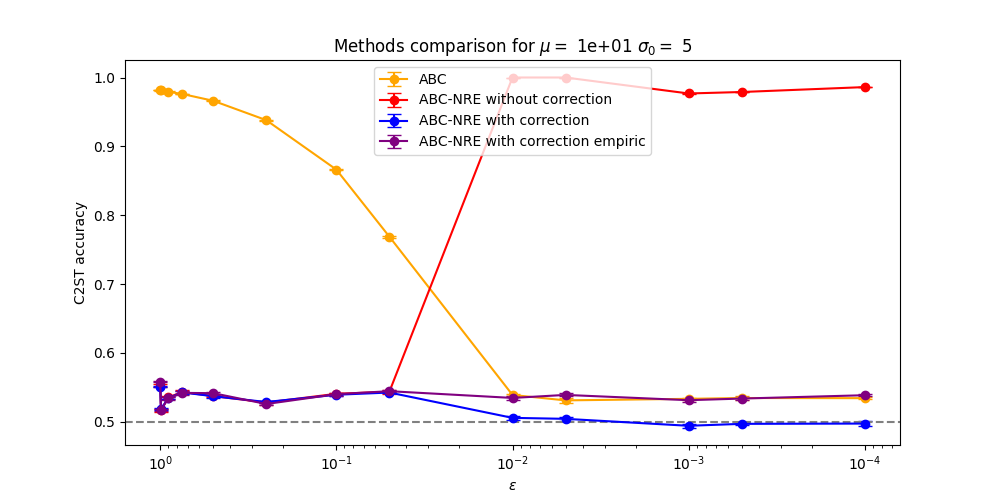 Methods comparison for μ = 1e+01 σ₀ = 5
ABC
ABC-NRE without correction
ABC-NRE with correction
ABC-NRE with correction empiric
C2ST accuracy
1.0
0.9
0.8
0.7
0.6
0.5
10⁰ 10⁻¹ 10⁻² 10⁻³ 10⁻⁴
ε